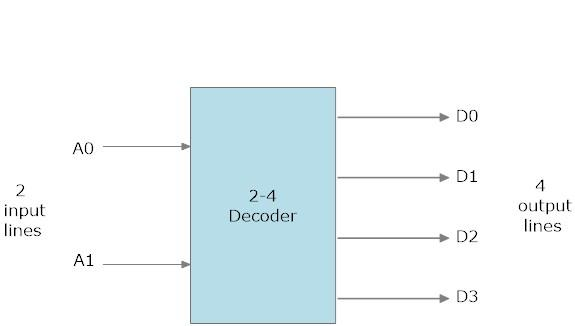 A0
A1
2
input
lines
2-4
Decoder
D0
D1
D2
D3
4
output
lines